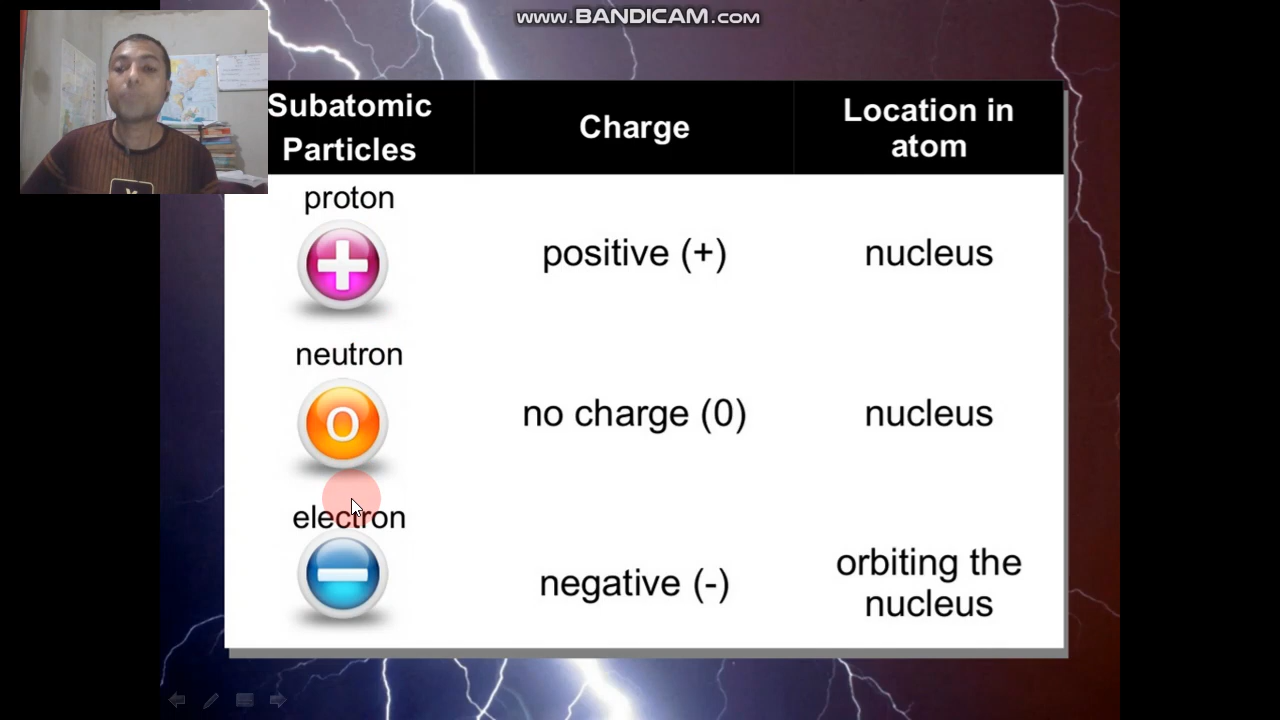 www.BANDICAM.com
Subatomic
Particles
Charge
Location in
atom
proton
positive (+)
nucleus
neutron
O
no charge (0)
nucleus
electron
negative (-)
orbiting the
nucleus